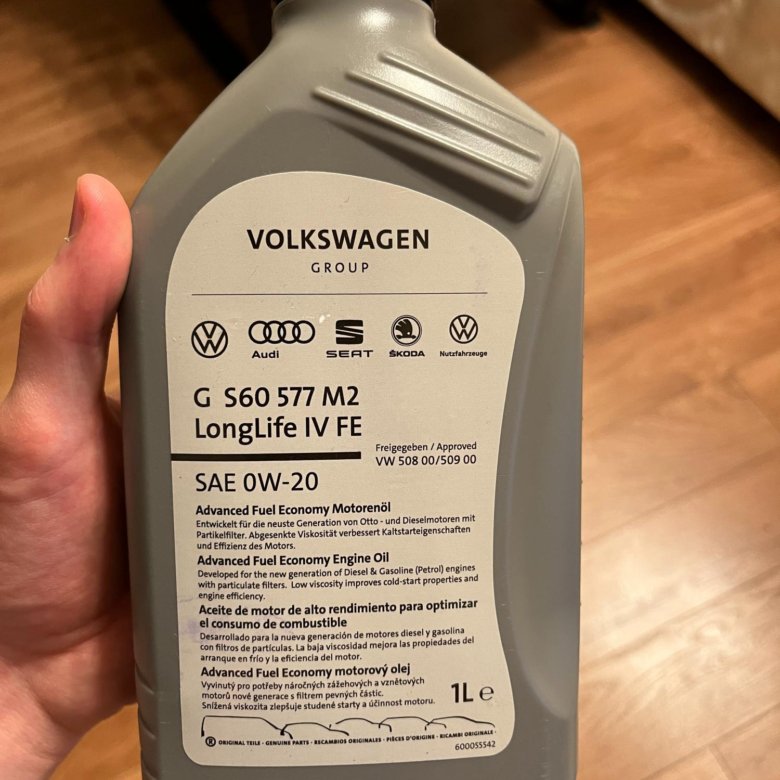 VOLKSWAGEN
GROUP
Audi SEAT ŠKODA Nutzfahrzeuge
G S60 577 M2
LongLife IV FE
Freigegeben / Approved
VW 508 00/509 00
SAE 0W-20
Advanced Fuel Economy Motorenöl
Entwickelt für die neuste Generation von Otto - und Dieselmotoren mit
Partikelfilter. Abgesenkte Viskosität verbessert Kaltstarteigenschaften
und Effizienz des Motors.
Advanced Fuel Economy Engine Oil
Developed for the new generation of Diesel & Gasoline (Petrol) engines
with particulate filters. Low viscosity improves cold-start properties and
engine efficiency.
Aceite de motor de alto rendimiento para optimizar
el consumo de combustible
Desarrollado para la nueva generación de motores diesel y gasolina
con filtros de partículas. La baja viscosidad mejora las propiedades del
arranque en frío y la eficiencia del motor.
Advanced Fuel Economy motorový olej
Vyvinutý pro potřeby náročných zážehových a vznětových
motorů nové generace s filtrem pevných částic.
Snížená viskozita zlepšuje studené starty a účinnost motoru.
1L e
® ORIGINAL TEILE · GENUINE PARTS · RECAMBIOS ORIGINALES · PIÈCES D'ORIGINE · RICAMBI ORIGINALI ·
600055542